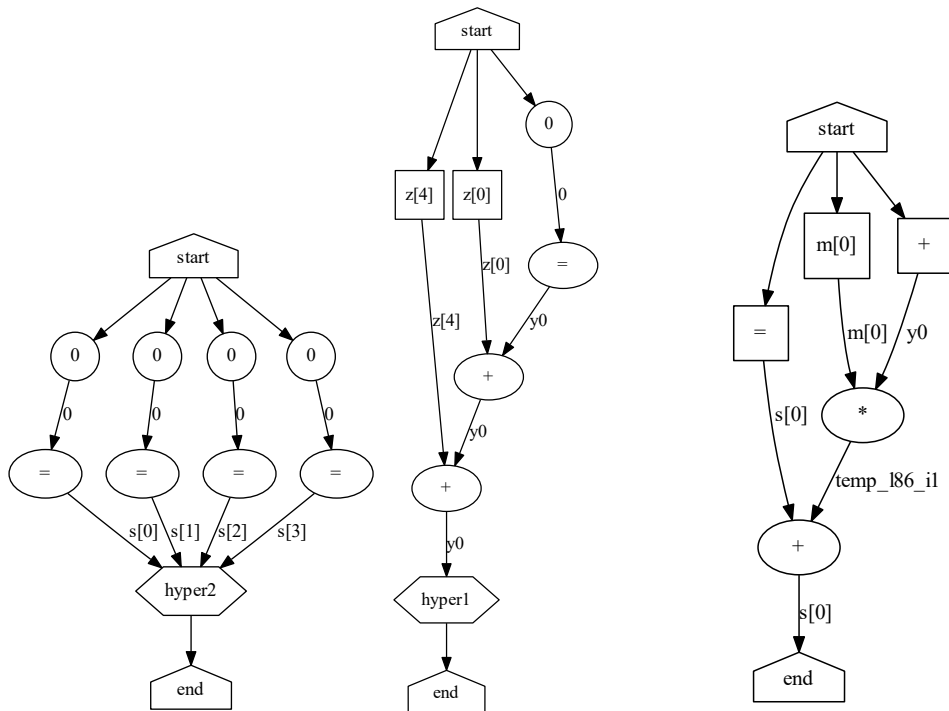 start
0 0 0 0
0 0 0 0
= = = =
s[0] s[1] s[2] s[3]
hyper2
end
start
0
z[4] z[0] 0
z[0] =
z[4] y0
+
y0
+
y0
hyper1
end
start
m[0] +
= m[0] y0
s[0] *
temp_l86_i1
+
s[0]
end